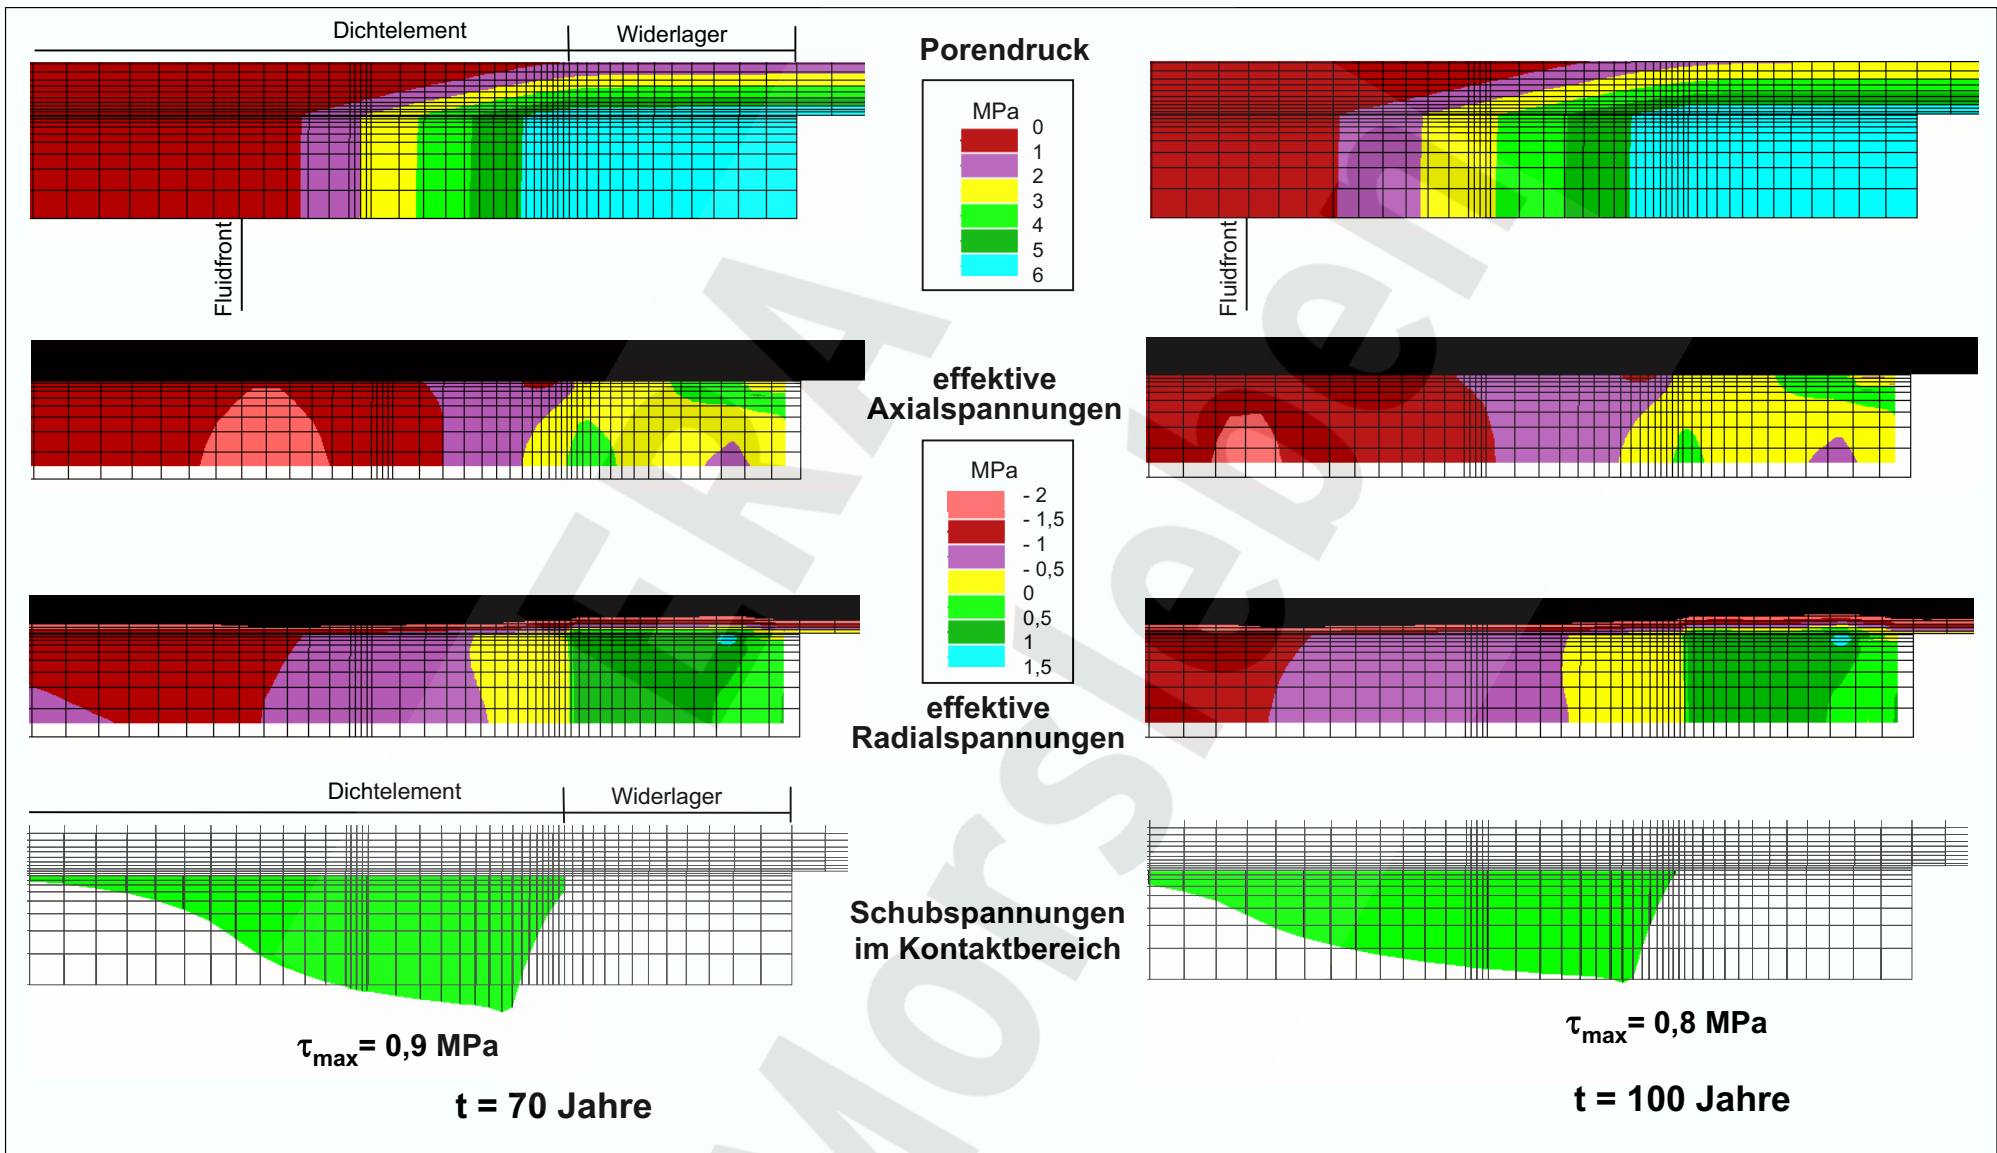 Dichtelement
Widerlager
Porendruck
MPa
0
1
2
3
4
5
6
Fluidfront
Fluidfront
effektive
Axialspannungen
MPa
- 2
- 1,5
- 1
- 0,5
0
0,5
1
1,5
effektive
Radialspannungen
Dichtelement
Widerlager
Schubspannungen
im Kontaktbereich
τmax= 0,9 MPa
τmax= 0,8 MPa
t = 70 Jahre
t = 100 Jahre
ERA
Morsleben